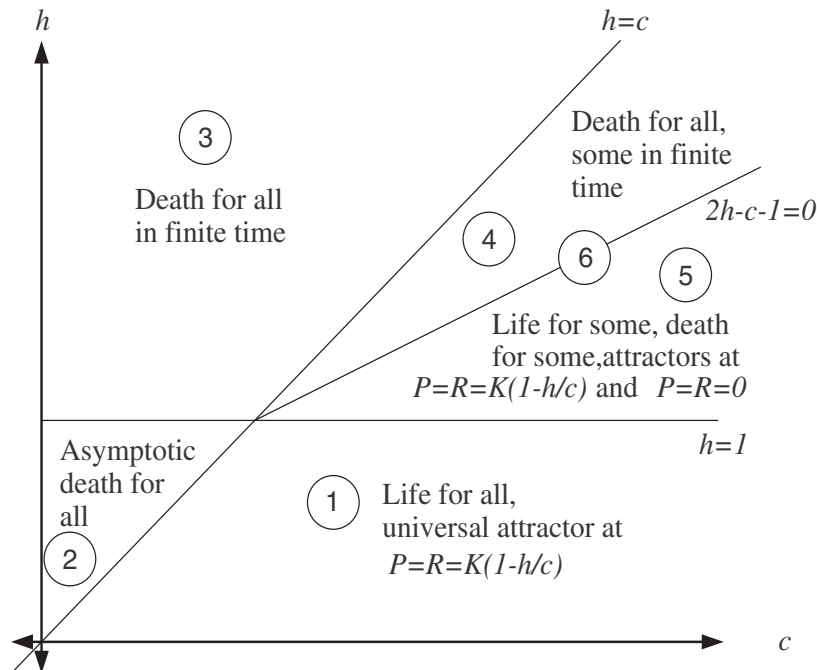 h
h=c
3
Death for all
in finite time
Death for all,
some in finite
time
2h-c-1=0
4
6
5
Life for some, death
for some,attractors at
P=R=K(1-h/c) and P=R=0
h=1
Asymptotic
death for
all
2
1
Life for all,
universal attractor at
P=R=K(1-h/c)
c